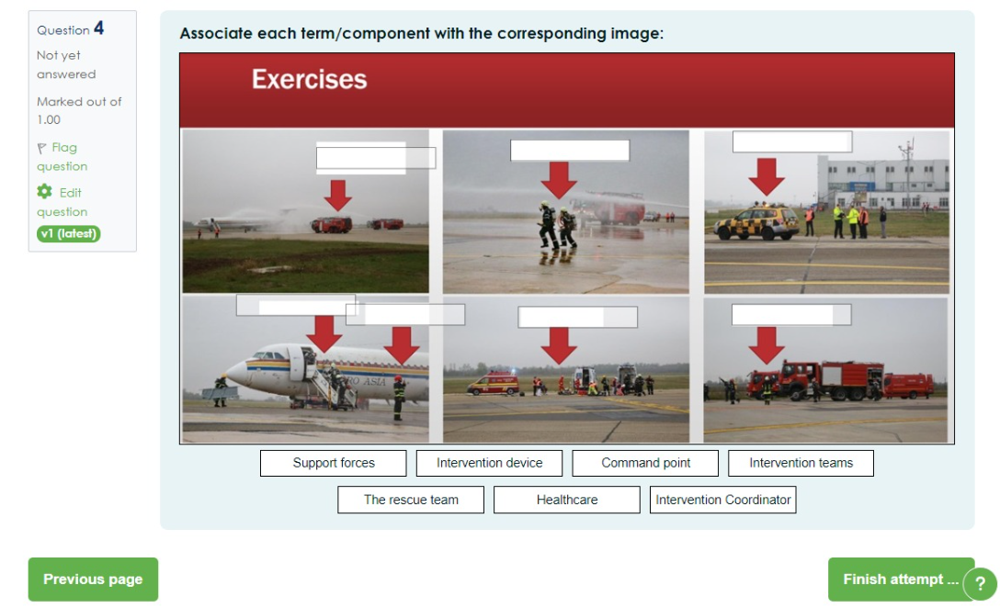 Question 4
Not yet
answered
Marked out of
1.00
Flag
question
Edit
question
v1 (latest)
Associate each term/component with the corresponding image:
Exercises
RO ASIA
Support forces
Intervention device
Command point
Intervention teams
The rescue team
Healthcare
Intervention Coordinator
Previous page
Finish attempt ...
?